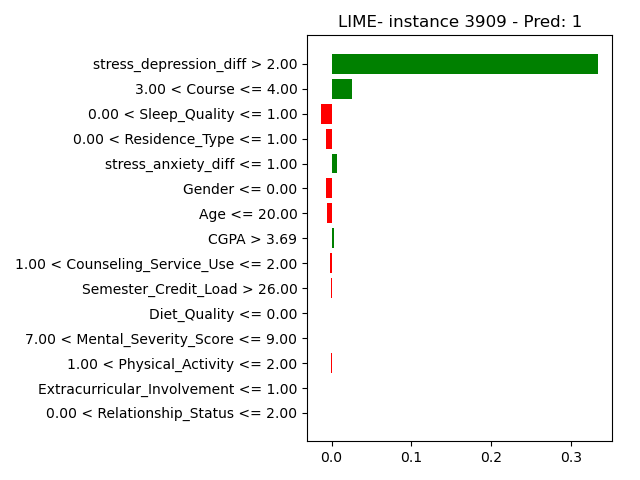 LIME- instance 3909 - Pred: 1
stress_depression_diff > 2.00
3.00 < Course <= 4.00
0.00 < Sleep_Quality <= 1.00
0.00 < Residence_Type <= 1.00
stress_anxiety_diff <= 1.00
Gender <= 0.00
Age <= 20.00
CGPA > 3.69
1.00 < Counseling_Service_Use <= 2.00
Semester_Credit_Load > 26.00
Diet_Quality <= 0.00
7.00 < Mental_Severity_Score <= 9.00
1.00 < Physical_Activity <= 2.00
Extracurricular_Involvement <= 1.00
0.00 < Relationship_Status <= 2.00
0.0 0.1 0.2 0.3